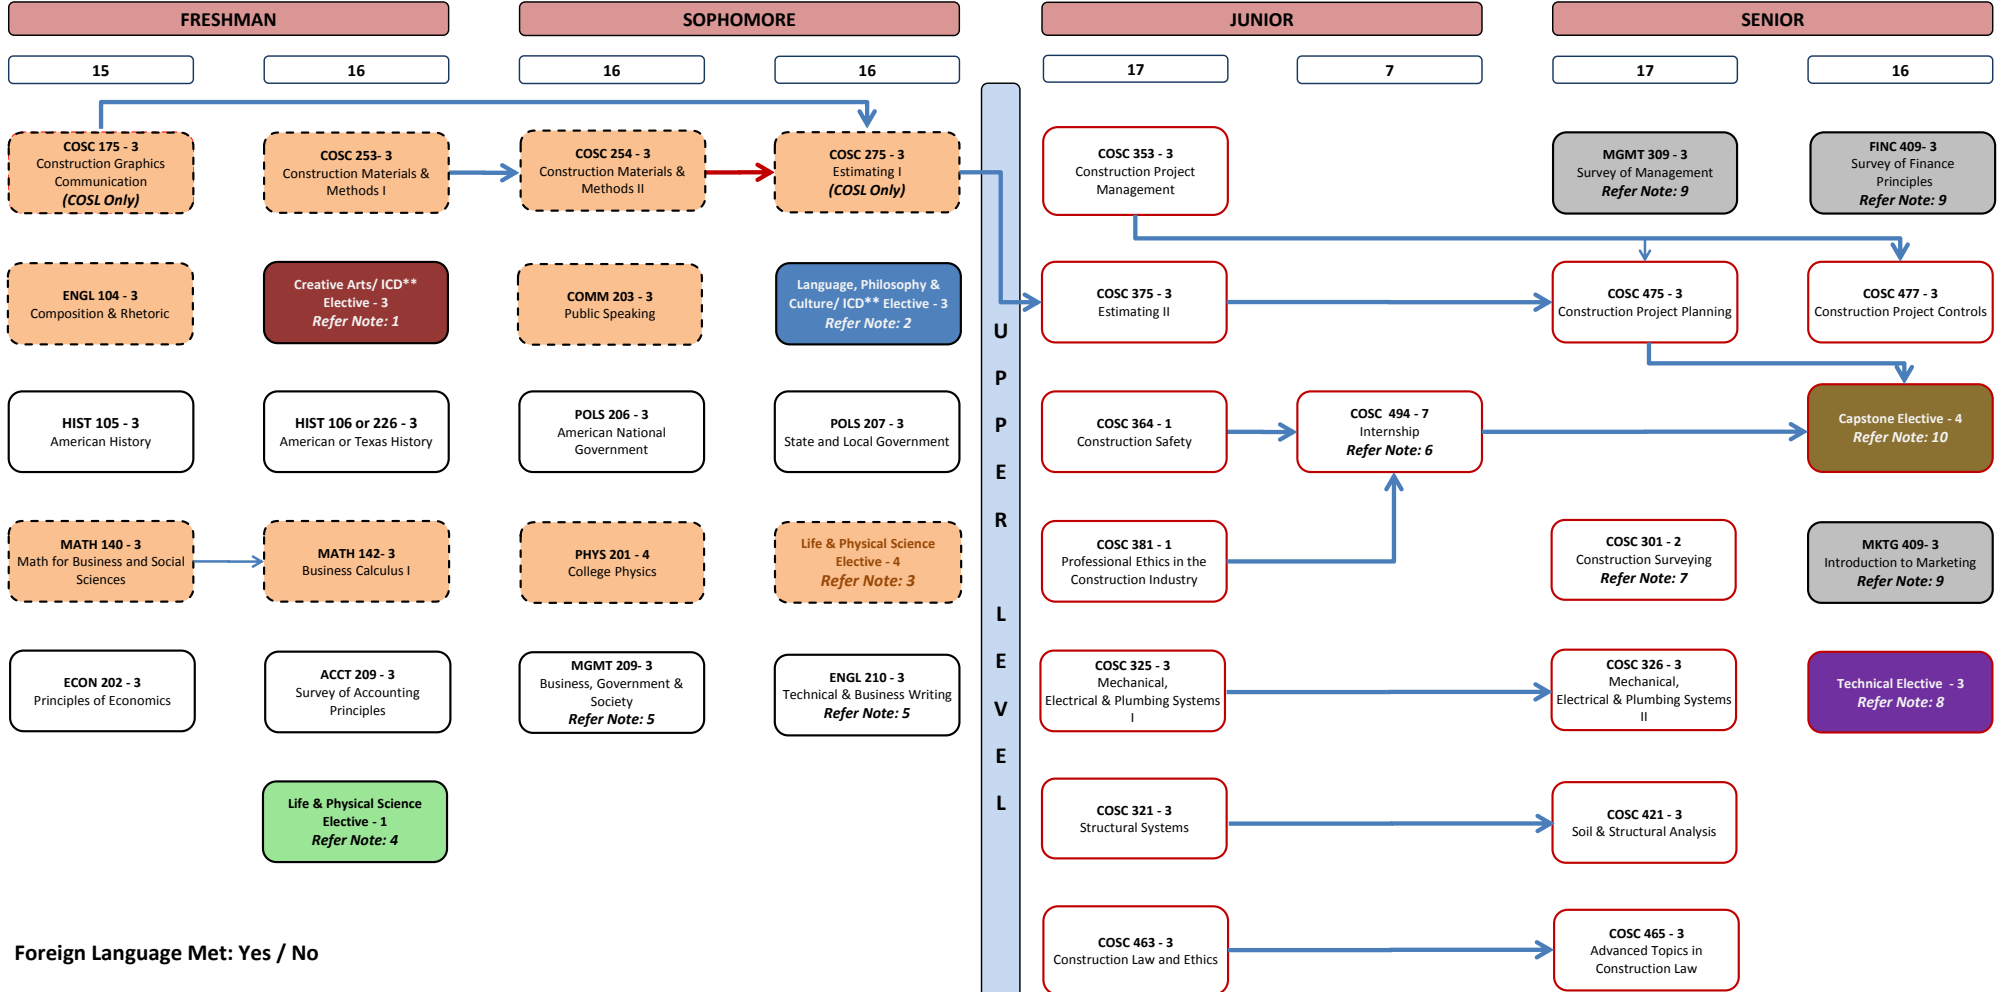 FRESHMAN
SOPHOMORE
JUNIOR
SENIOR
15
16
16
16
17
7
17
16
COSC 175 - 3
Construction Graphics
Communication
(COSL Only)
COSC 253- 3
Construction Materials &
Methods I
COSC 254 - 3
Construction Materials &
Methods II
COSC 275 - 3
Estimating I
(COSL Only)
COSC 353 - 3
Construction Project
Management
MGMT 309 - 3
Survey of Management
Refer Note: 9
FINC 409- 3
Survey of Finance
Principles
Refer Note: 9
ENGL 104 - 3
Composition & Rhetoric
Creative Arts/ ICD**
Elective - 3
Refer Note: 1
COMM 203 - 3
Public Speaking
Language, Philosophy &
Culture/ ICD** Elective - 3
Refer Note: 2
COSC 375 - 3
Estimating II
COSC 475 - 3
Construction Project Planning
COSC 477 - 3
Construction Project Controls
HIST 105 - 3
American History
HIST 106 or 226 - 3
American or Texas History
POLS 206 - 3
American National
Government
POLS 207 - 3
State and Local Government
COSC 364 - 1
Construction Safety
COSC  494 - 7
Internship
Refer Note: 6
Capstone Elective - 4
Refer Note: 10
MATH 140 - 3
Math for Business and Social
Sciences
MATH 142- 3
Business Calculus I
PHYS 201 - 4
College Physics
Life & Physical Science
Elective - 4
Refer Note: 3
COSC 381 - 1
Professional Ethics in the
Construction Industry
COSC 301 - 2
Construction Surveying
Refer Note: 7
MKTG 409- 3
Introduction to Marketing
Refer Note: 9
ECON 202 - 3
Principles of Economics
ACCT 209 - 3
Survey of Accounting
Principles
MGMT 209- 3
Business, Government &
Society
Refer Note: 5
ENGL 210 - 3
Technical & Business Writing
Refer Note: 5
COSC 325 - 3
Mechanical,
Electrical & Plumbing Systems
I
COSC 326 - 3
Mechanical,
Electrical & Plumbing Systems
II
Technical Elective  - 3
Refer Note: 8
Life & Physical Science
Elective - 1
Refer Note: 4
COSC 321 - 3
Structural Systems
COSC 421 - 3
Soil & Structural Analysis
COSC 463 - 3
Construction Law and Ethics
COSC 465 - 3
Advanced Topics in
Construction Law
U
P
P
E
R
L
E
V
E
L
Foreign Language Met: Yes / No